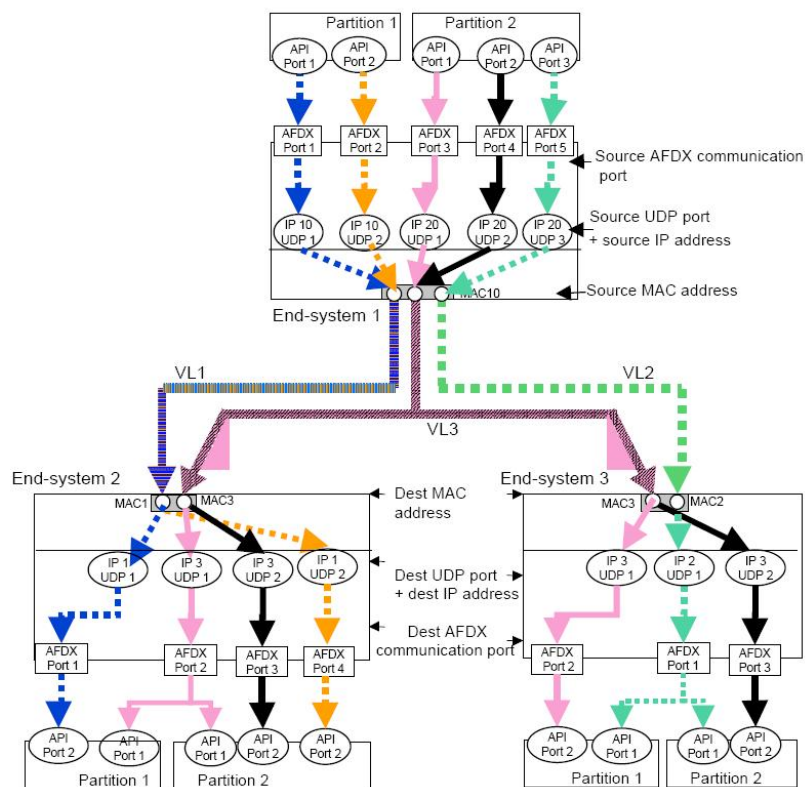 Partition 1
Partition 2
API Port 1
API Port 2
API Port 1
API Port 2
API Port 3
AFDX Port 1
AFDX Port 2
AFDX Port 3
AFDX Port 4
AFDX Port 5
Source AFDX communication
port
IP 10 UDP 1
IP 10 UDP 2
IP 20 UDP 1
IP 20 UDP 2
IP 20 UDP 3
Source UDP port
+ source IP address
MAC10
Source MAC address
End-system 1
VL1
VL2
VL3
End-system 2
End-system 3
MAC1
MAC3
Dest MAC
address
MAC3
MAC2
IP 1 UDP 1
IP 3 UDP 1
IP 3 UDP 2
IP 1 UDP 2
Dest UDP port
+ dest IP address
IP 3 UDP 1
IP 2 UDP 1
IP 3 UDP 2
Dest AFDX
communication port
AFDX Port 1
AFDX Port 2
AFDX Port 3
AFDX Port 4
AFDX Port 2
AFDX Port 1
AFDX Port 3
API Port 2
API Port 1
API Port 1
API Port 2
API Port 2
API Port 1
API Port 1
API Port 1
API Port 2
Partition 1
Partition 2
Partition 1
Partition 2